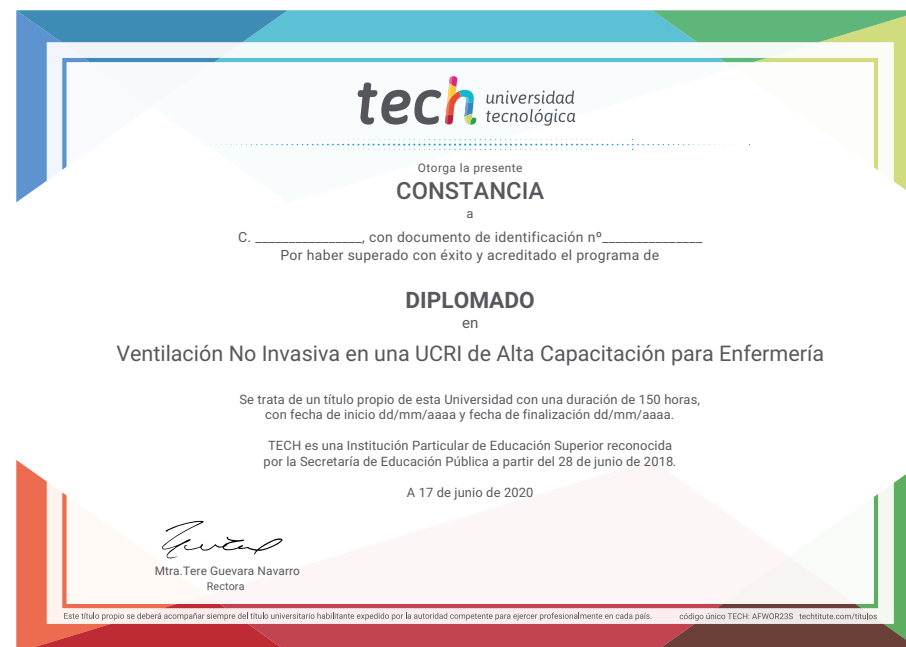 tech universidad
tecnológica
Otorga la presente
CONSTANCIA
a
C. ________________, con documento de identificación nº_______________
Por haber superado con éxito y acreditado el programa de
DIPLOMADO
en
Ventilación No Invasiva en una UCRI de Alta Capacitación para Enfermería
Se trata de un título propio de esta Universidad con una duración de 150 horas,
con fecha de inicio dd/mm/aaaa y fecha de finalización dd/mm/aaaa.
TECH es una Institución Particular de Educación Superior reconocida
por la Secretaría de Educación Pública a partir del 28 de junio de 2018.
A 17 de junio de 2020
Mtra.Tere Guevara Navarro
Rectora
Este título propio se deberá acompañar siempre del título universitario habilitante expedido por la autoridad competente para ejercer profesionalmente en cada país. código único TECH: AFWOR23S techtitute.com/titulos